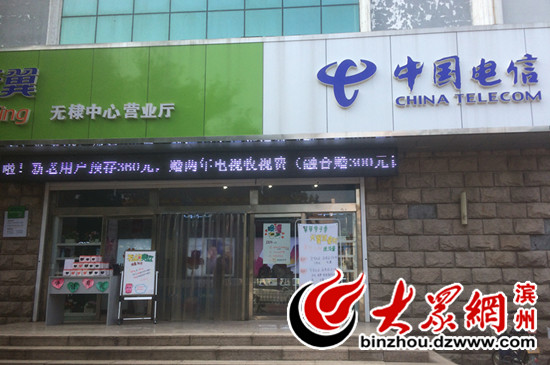 翼
ing
无棣中心营业厅
中国电信
CHINA TELECOM
啦！新老用户预存360元，赠两年电视收视费（融合赠300元
大众網
滨州
binzhou.dzwww.com